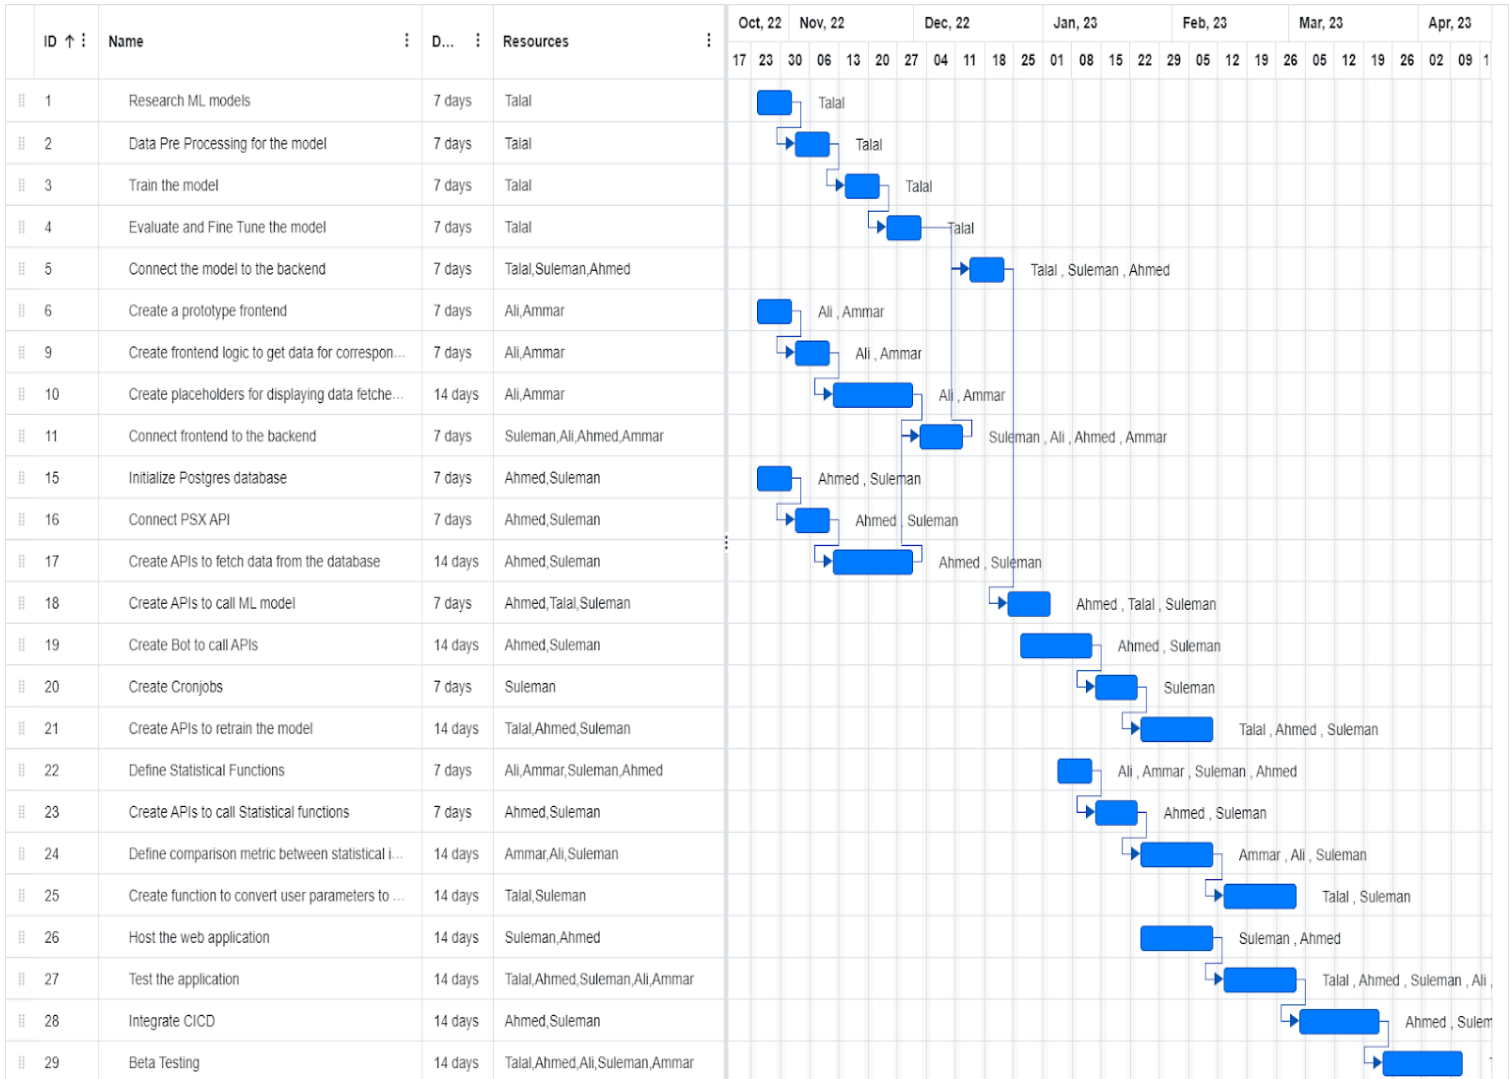 Oct, 22 Nov, 22 Dec, 22 Jan, 23 Feb, 23 Mar, 23 Apr, 23
ID Name D... Resources
17 23 30 06 13 20 27 04 11 18 25 01 08 15 22 29 05 12 19 26 05 12 19 26 02 09 1
1 Research ML models 7 days Talal Talal
2 Data Pre Processing for the model 7 days Talal Talal
3 Train the model 7 days Talal Talal
4 Evaluate and Fine Tune the model 7 days Talal Talal
5 Connect the model to the backend 7 days Talal,Suleman,Ahmed Talal , Suleman , Ahmed
6 Create a prototype frontend 7 days Ali,Ammar Ali , Ammar
9 Create frontend logic to get data for correspon... 7 days Ali,Ammar Ali , Ammar
10 Create placeholders for displaying data fetche... 14 days Ali,Ammar Ali , Ammar
11 Connect frontend to the backend 7 days Suleman,Ali,Ahmed,Ammar Suleman , Ali , Ahmed , Ammar
15 Initialize Postgres database 7 days Ahmed,Suleman Ahmed , Suleman
16 Connect PSX API 7 days Ahmed,Suleman Ahmed , Suleman
17 Create APIs to fetch data from the database 14 days Ahmed,Suleman Ahmed , Suleman
18 Create APIs to call ML model 7 days Ahmed,Talal,Suleman Ahmed , Talal , Suleman
19 Create Bot to call APIs 14 days Ahmed,Suleman Ahmed , Suleman
20 Create Cronjobs 7 days Suleman Suleman
21 Create APIs to retrain the model 14 days Talal,Ahmed,Suleman Talal , Ahmed , Suleman
22 Define Statistical Functions 7 days Ali,Ammar,Suleman,Ahmed Ali , Ammar , Suleman , Ahmed
23 Create APIs to call Statistical functions 7 days Ahmed,Suleman Ahmed , Suleman
24 Define comparison metric between statistical i... 14 days Ammar,Ali,Suleman Ammar , Ali , Suleman
25 Create function to convert user parameters to ... 14 days Talal,Suleman Talal , Suleman
26 Host the web application 14 days Suleman,Ahmed Suleman , Ahmed
27 Test the application 14 days Talal,Ahmed,Suleman,Ali,Ammar Talal , Ahmed , Suleman , Ali ,
28 Integrate CICD 14 days Ahmed,Suleman Ahmed , Sulem
29 Beta Testing 14 days Talal,Ahmed,Ali,Suleman,Ammar